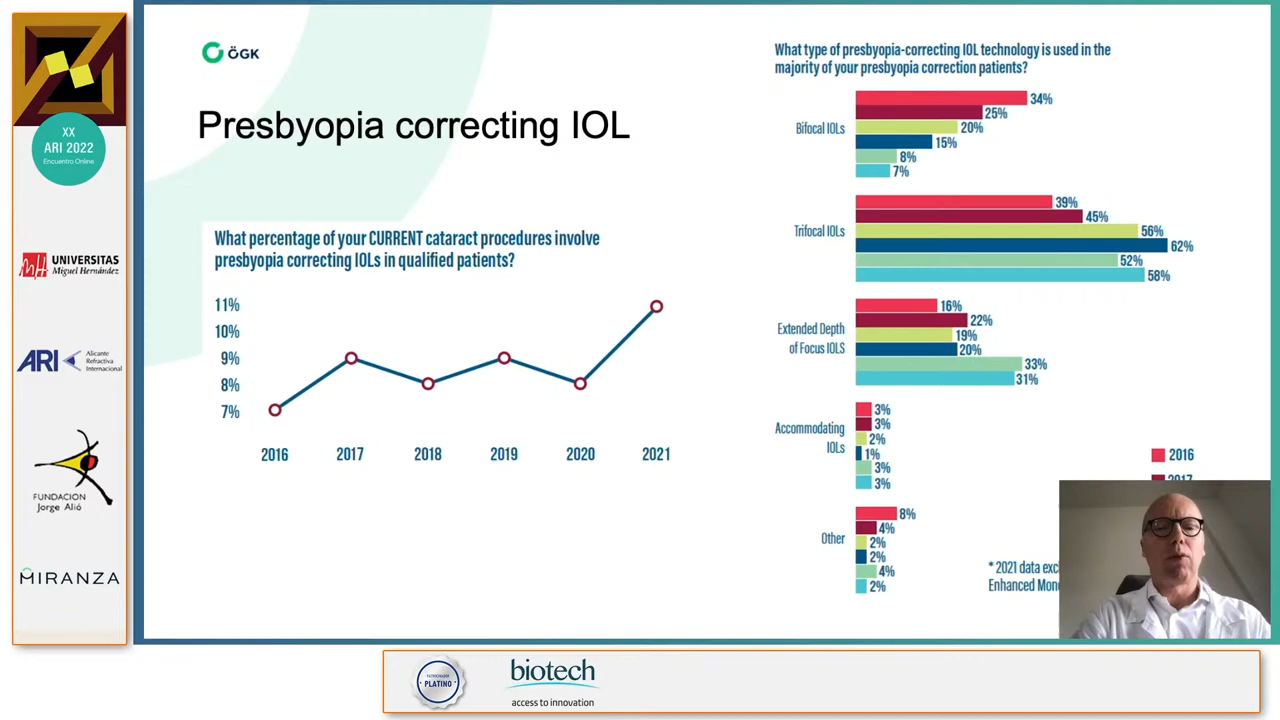 XX
ARI 2022
Encuentro Online
UNIVERSITAS
Miguel Hernández
ARI
Alicante
Refractiva
Internacional
FUNDACION
Jorge Alió
MIRANZA
ÖGK
Presbyopia correcting IOL
What percentage of your CURRENT cataract procedures involve
presbyopia correcting IOLs in qualified patients?
11%
10%
9%
8%
7%
2016 2017 2018 2019 2020 2021
What type of presbyopia-correcting IOL technology is used in the
majority of your presbyopia correction patients?
Bifocal IOLs
34%
25%
20%
15%
8%
7%
Trifocal IOLs
39%
45%
56%
62%
52%
58%
Extended Depth
of Focus IOLS
16%
22%
19%
20%
33%
31%
Accommodating
IOLs
3%
3%
2%
1%
3%
3%
Other
8%
4%
2%
2%
4%
2%
2016
2017
* 2021 data exc
Enhanced Mon
PATROCINADOR
PLATINO
biotech
access to innovation